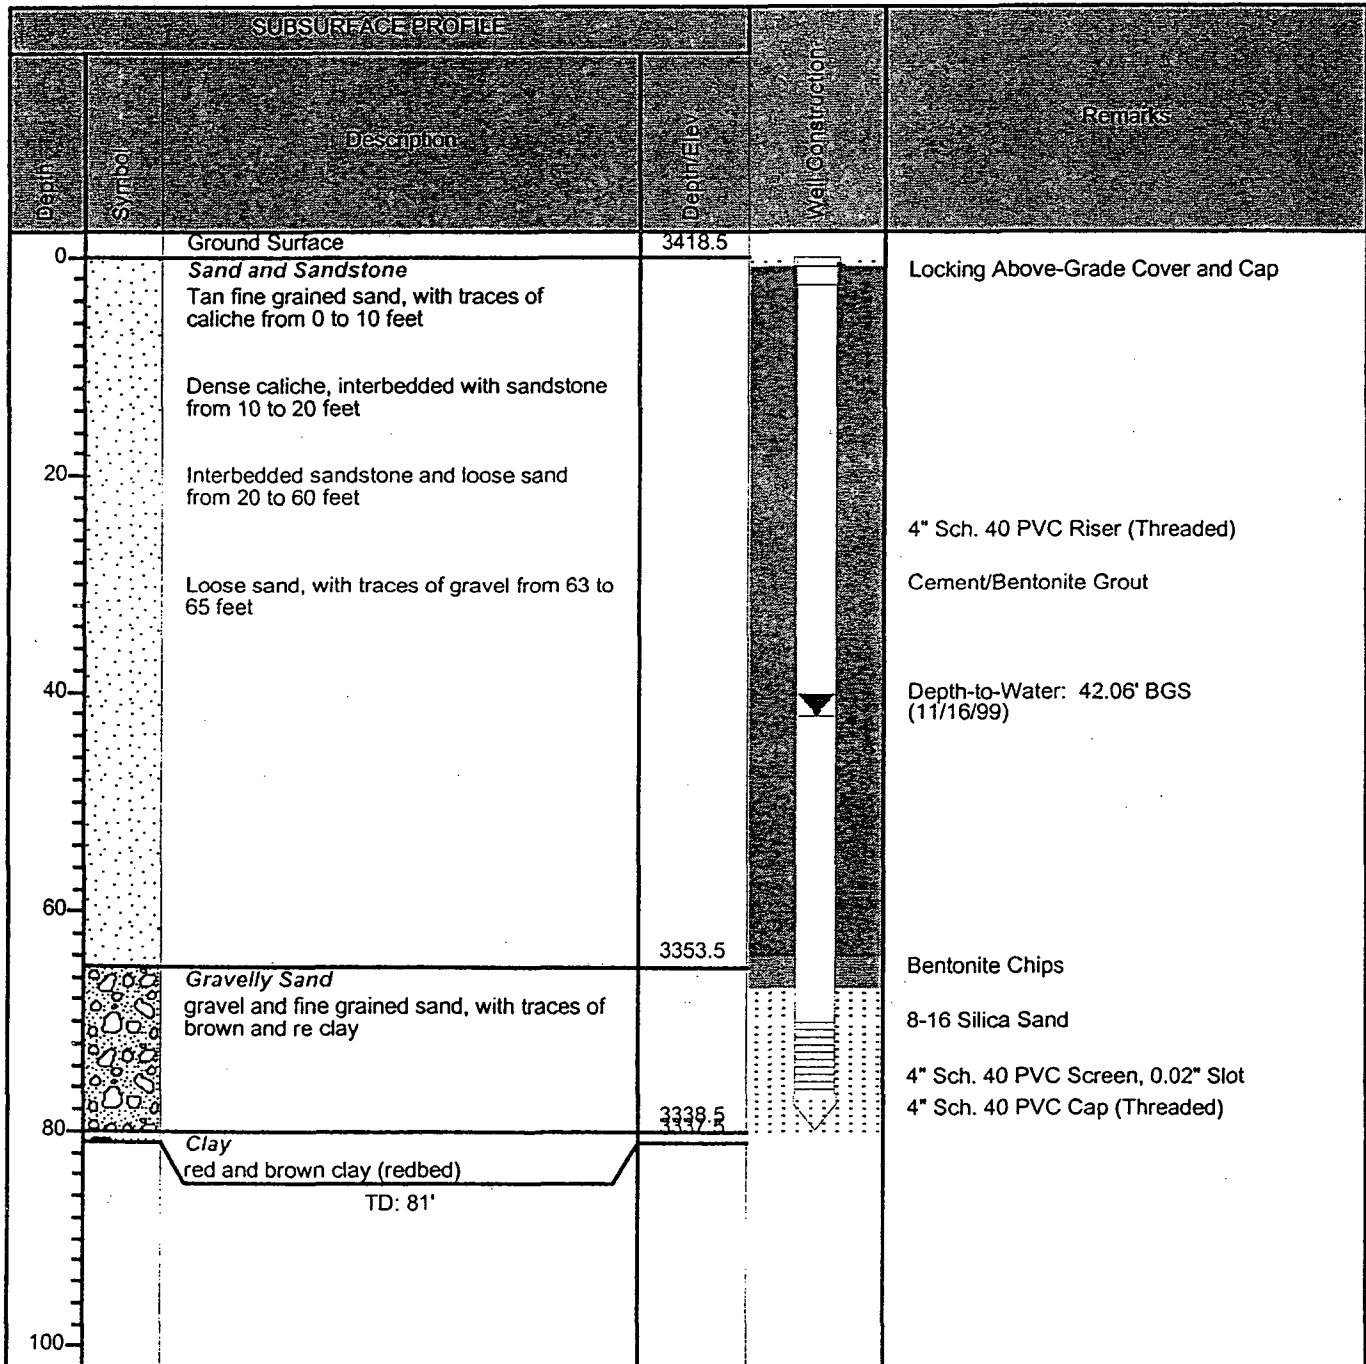 SUBSURFACE PROFILE
Depth
Symbol
Description
Depth/Elev
Well Construction
Remarks
Ground Surface
3418.5
0
Sand and Sandstone
Tan fine grained sand, with traces of
caliche from 0 to 10 feet
Locking Above-Grade Cover and Cap
Dense caliche, interbedded with sandstone
from 10 to 20 feet
20
Interbedded sandstone and loose sand
from 20 to 60 feet
4" Sch. 40 PVC Riser (Threaded)
Loose sand, with traces of gravel from 63 to
65 feet
Cement/Bentonite Grout
40
Depth-to-Water: 42.06' BGS
(11/16/99)
60
3353.5
Gravelly Sand
gravel and fine grained sand, with traces of
brown and re clay
Bentonite Chips
8-16 Silica Sand
4" Sch. 40 PVC Screen, 0.02" Slot
4" Sch. 40 PVC Cap (Threaded)
3338.5
3337.5
80
Clay
red and brown clay (redbed)
TD: 81'
100